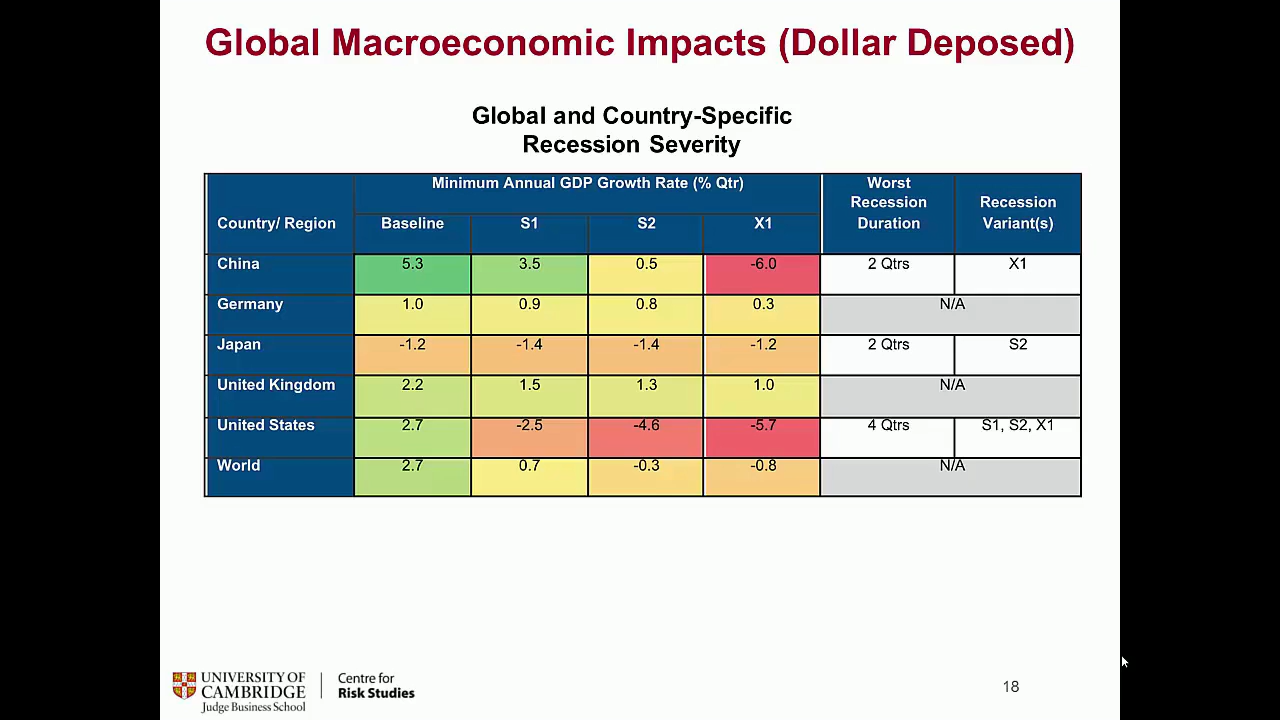 Global Macroeconomic Impacts (Dollar Deposed)
Global and Country-Specific
Recession Severity
Country/ Region
Minimum Annual GDP Growth Rate (% Qtr)
Worst
Recession
Duration
Recession
Variant(s)
Baseline S1 S2 X1
China 5.3 3.5 0.5 -6.0 2 Qtrs X1
Germany 1.0 0.9 0.8 0.3 N/A
Japan -1.2 -1.4 -1.4 -1.2 2 Qtrs S2
United Kingdom 2.2 1.5 1.3 1.0 N/A
United States 2.7 -2.5 -4.6 -5.7 4 Qtrs S1, S2, X1
World 2.7 0.7 -0.3 -0.8 N/A
UNIVERSITY OF
CAMBRIDGE
Judge Business School
Centre for
Risk Studies
18